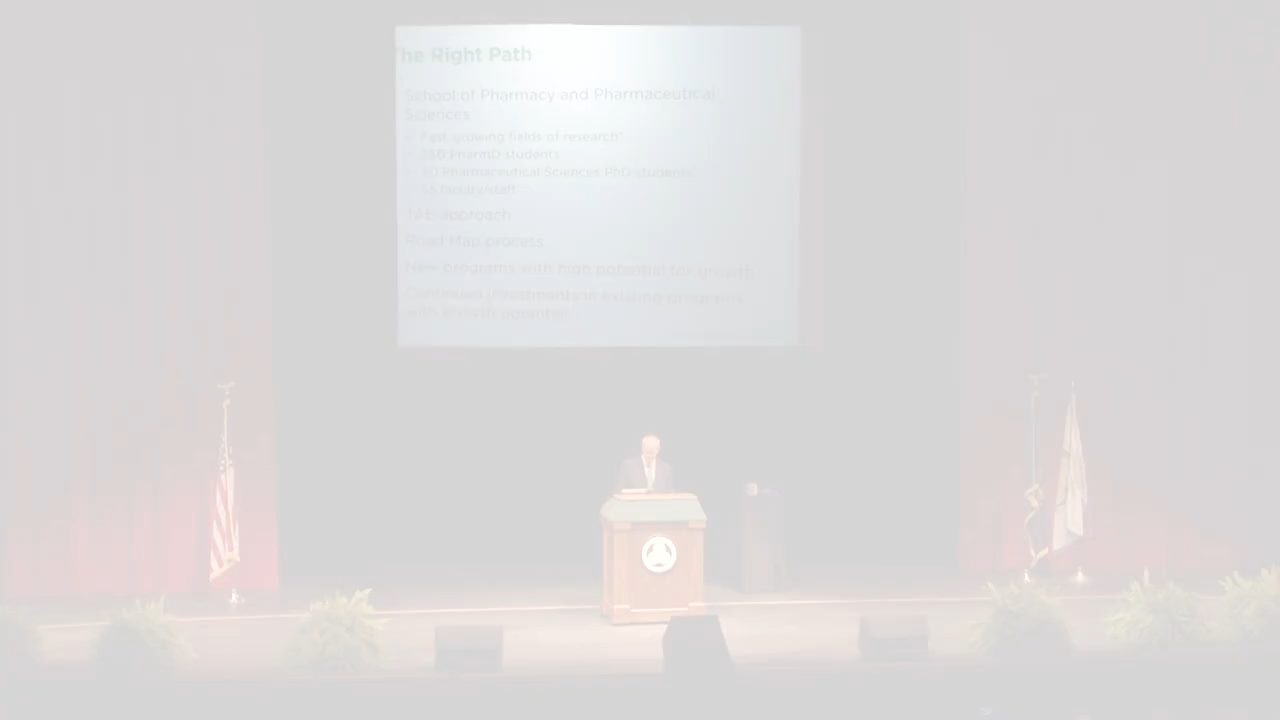 he Right Path
School of Pharmacy and Pharmaceutical
Sciences
Fast-growing fields of research*
PharmD students
Pharmaceutical Sciences PhD students
faculty/staff
approach
Road Map process
New programs with high potential for growth
Continued investments in existing programs
with growth potential